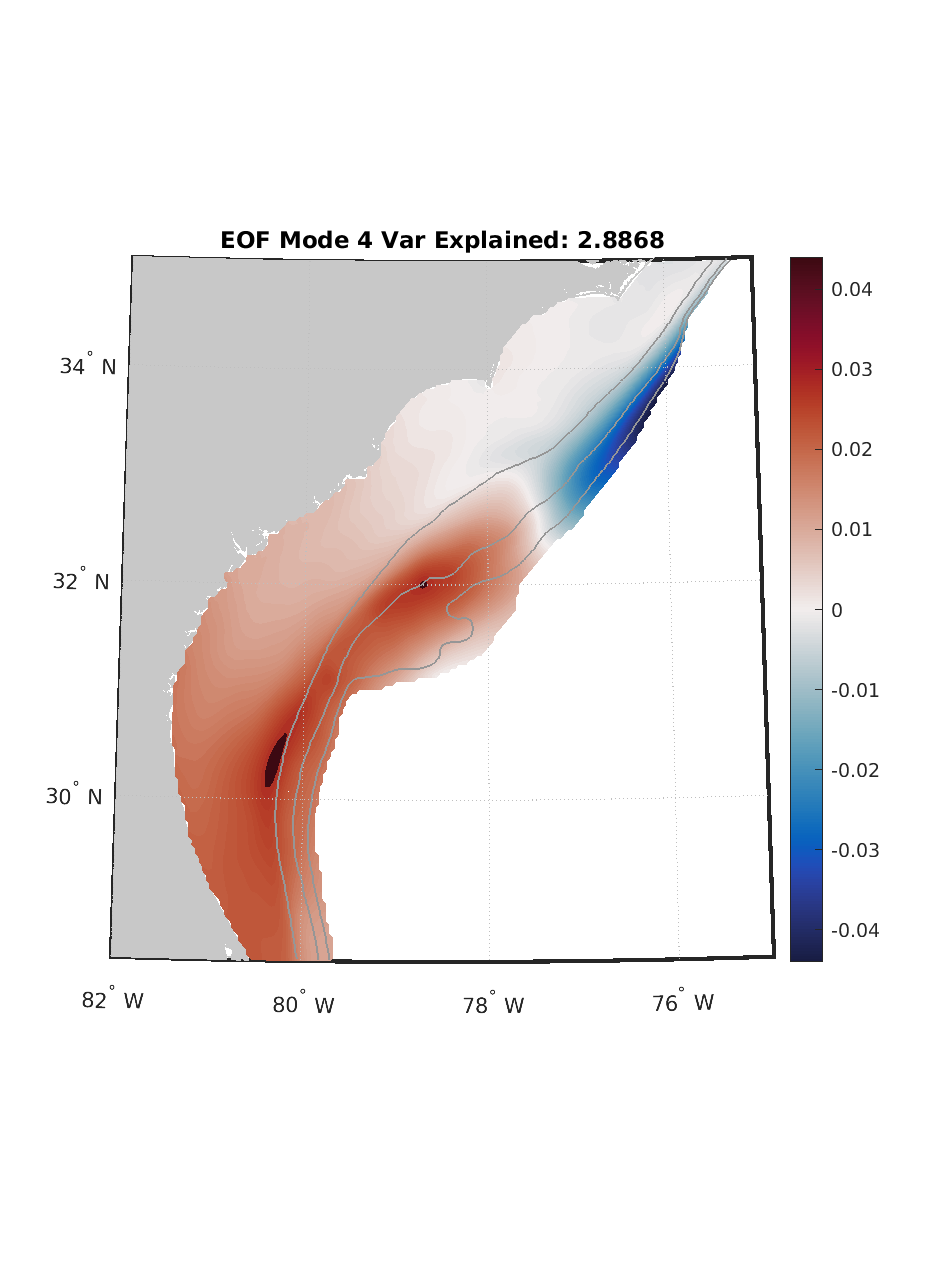 EOF Mode 4 Var Explained: 2.8868
34° N
32° N
30° N
82° W
80° W
78° W
76° W
0.04
0.03
0.02
0.01
0
-0.01
-0.02
-0.03
-0.04